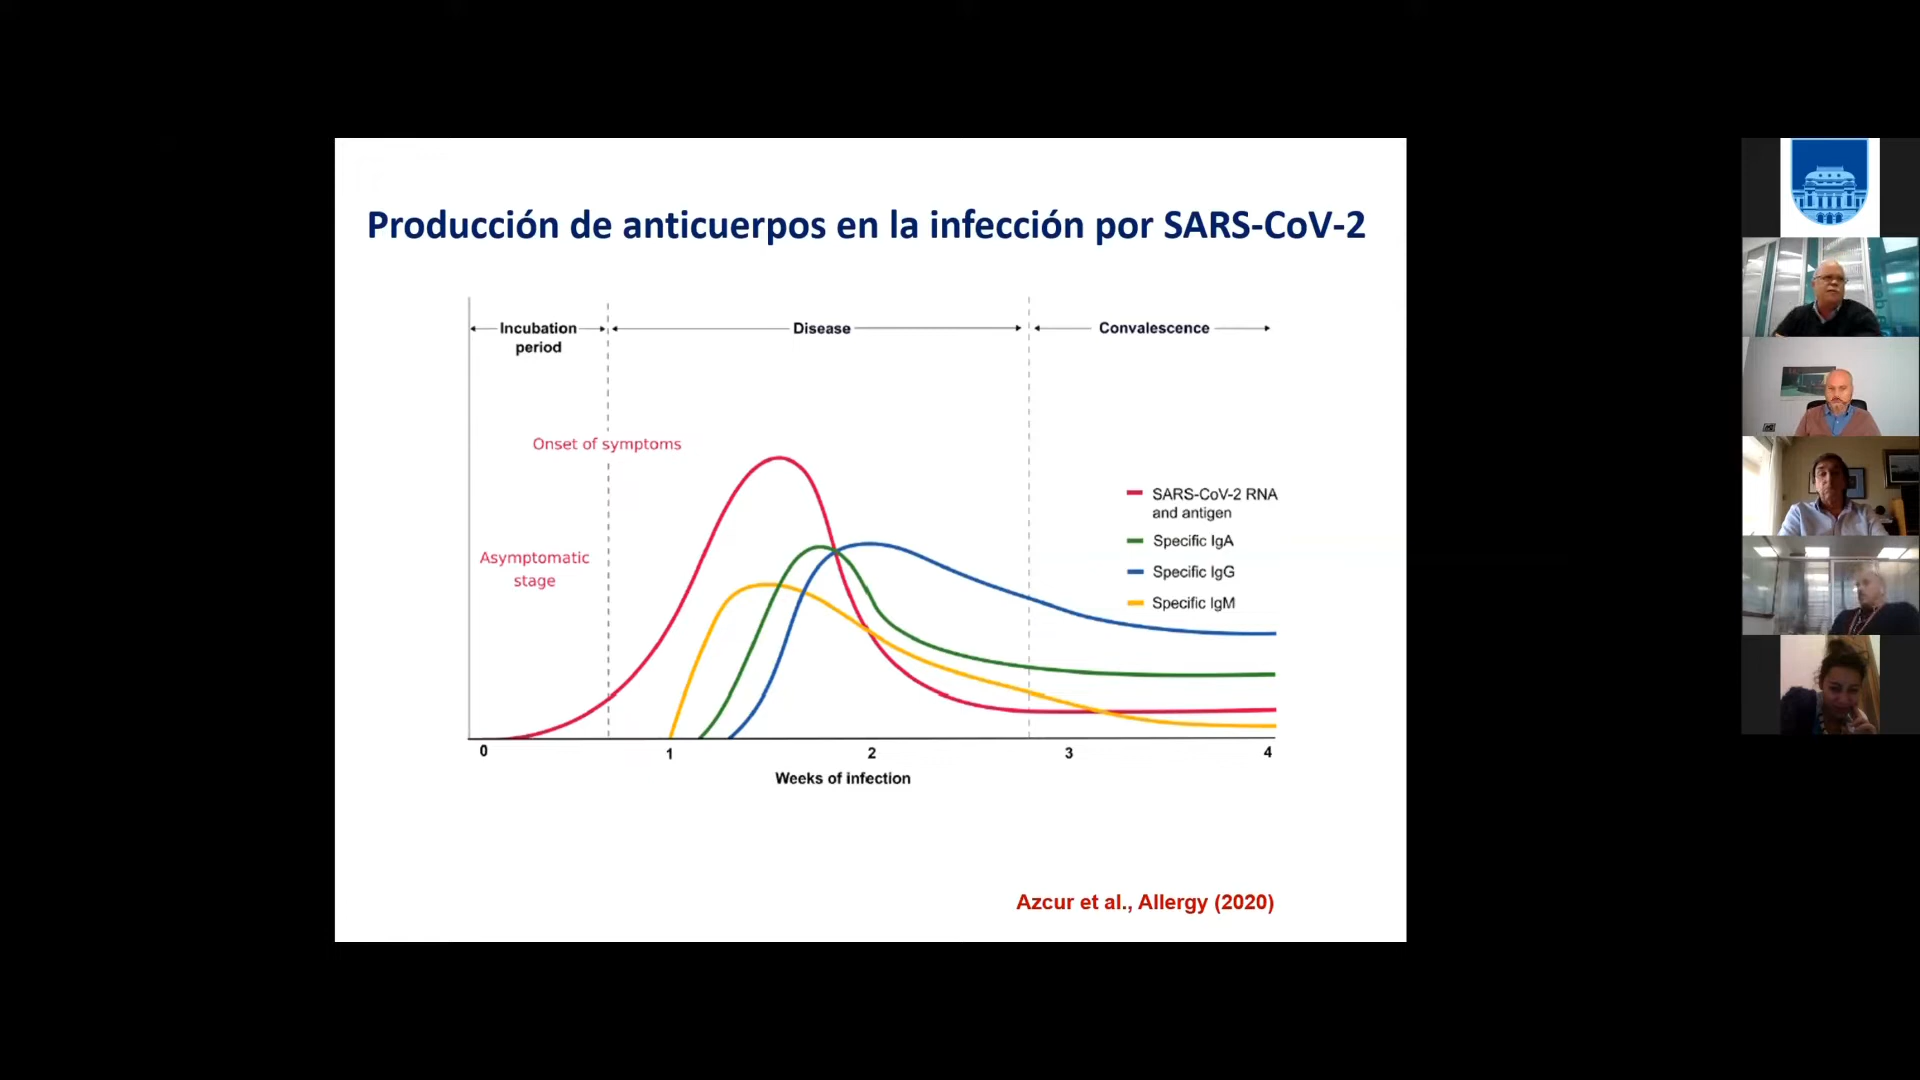 Producción de anticuerpos en la infección por SARS-CoV-2
Incubation
period
Disease
Convalescence
Onset of symptoms
Asymptomatic
stage
SARS-CoV-2 RNA
and antigen
Specific IgA
Specific IgG
Specific IgM
0 1 2 3 4
Weeks of infection
Azcur et al., Allergy (2020)